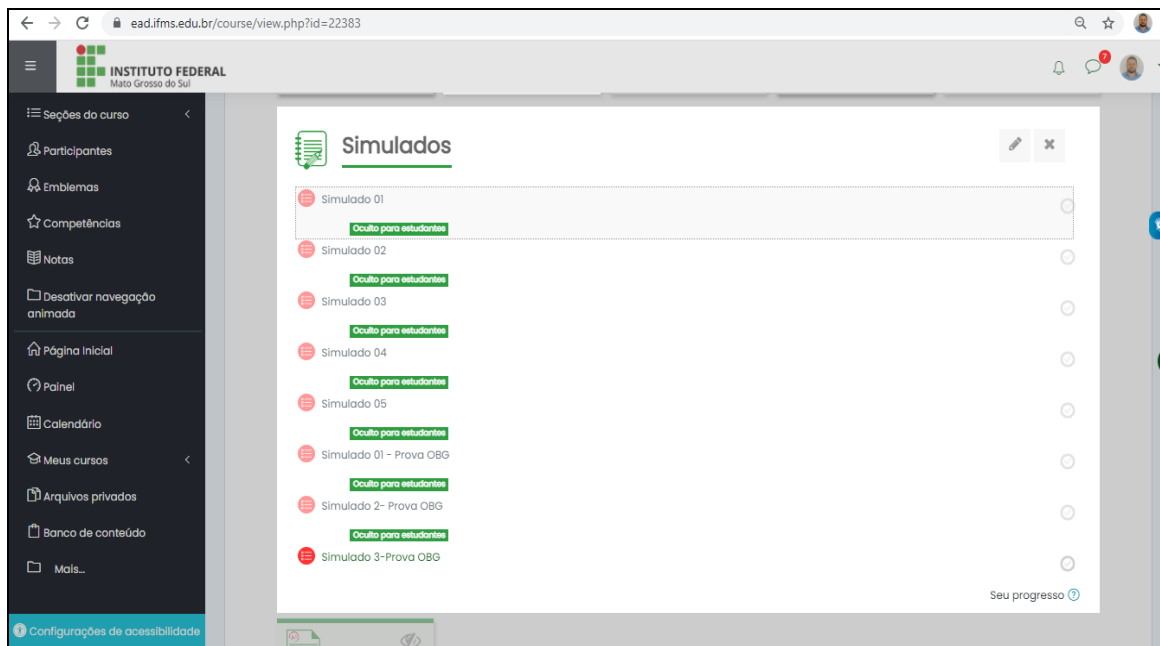 ead.ifms.edu.br/course/view.php?id=22383
INSTITUTO FEDERAL
Mato Grosso do Sul
7
Seções do curso
Participantes
Emblemas
Competências
Notas
Desativar navegação
animada
Página Inicial
Painel
Calendário
Meus cursos
Arquivos privados
Banco de conteúdo
Mais...
Configurações de acessibilidade
Simulados
Simulado 01
Oculto para estudantes
Simulado 02
Oculto para estudantes
Simulado 03
Oculto para estudantes
Simulado 04
Oculto para estudantes
Simulado 05
Oculto para estudantes
Simulado 01 - Prova OBG
Oculto para estudantes
Simulado 2- Prova OBG
Oculto para estudantes
Simulado 3-Prova OBG
Seu progresso